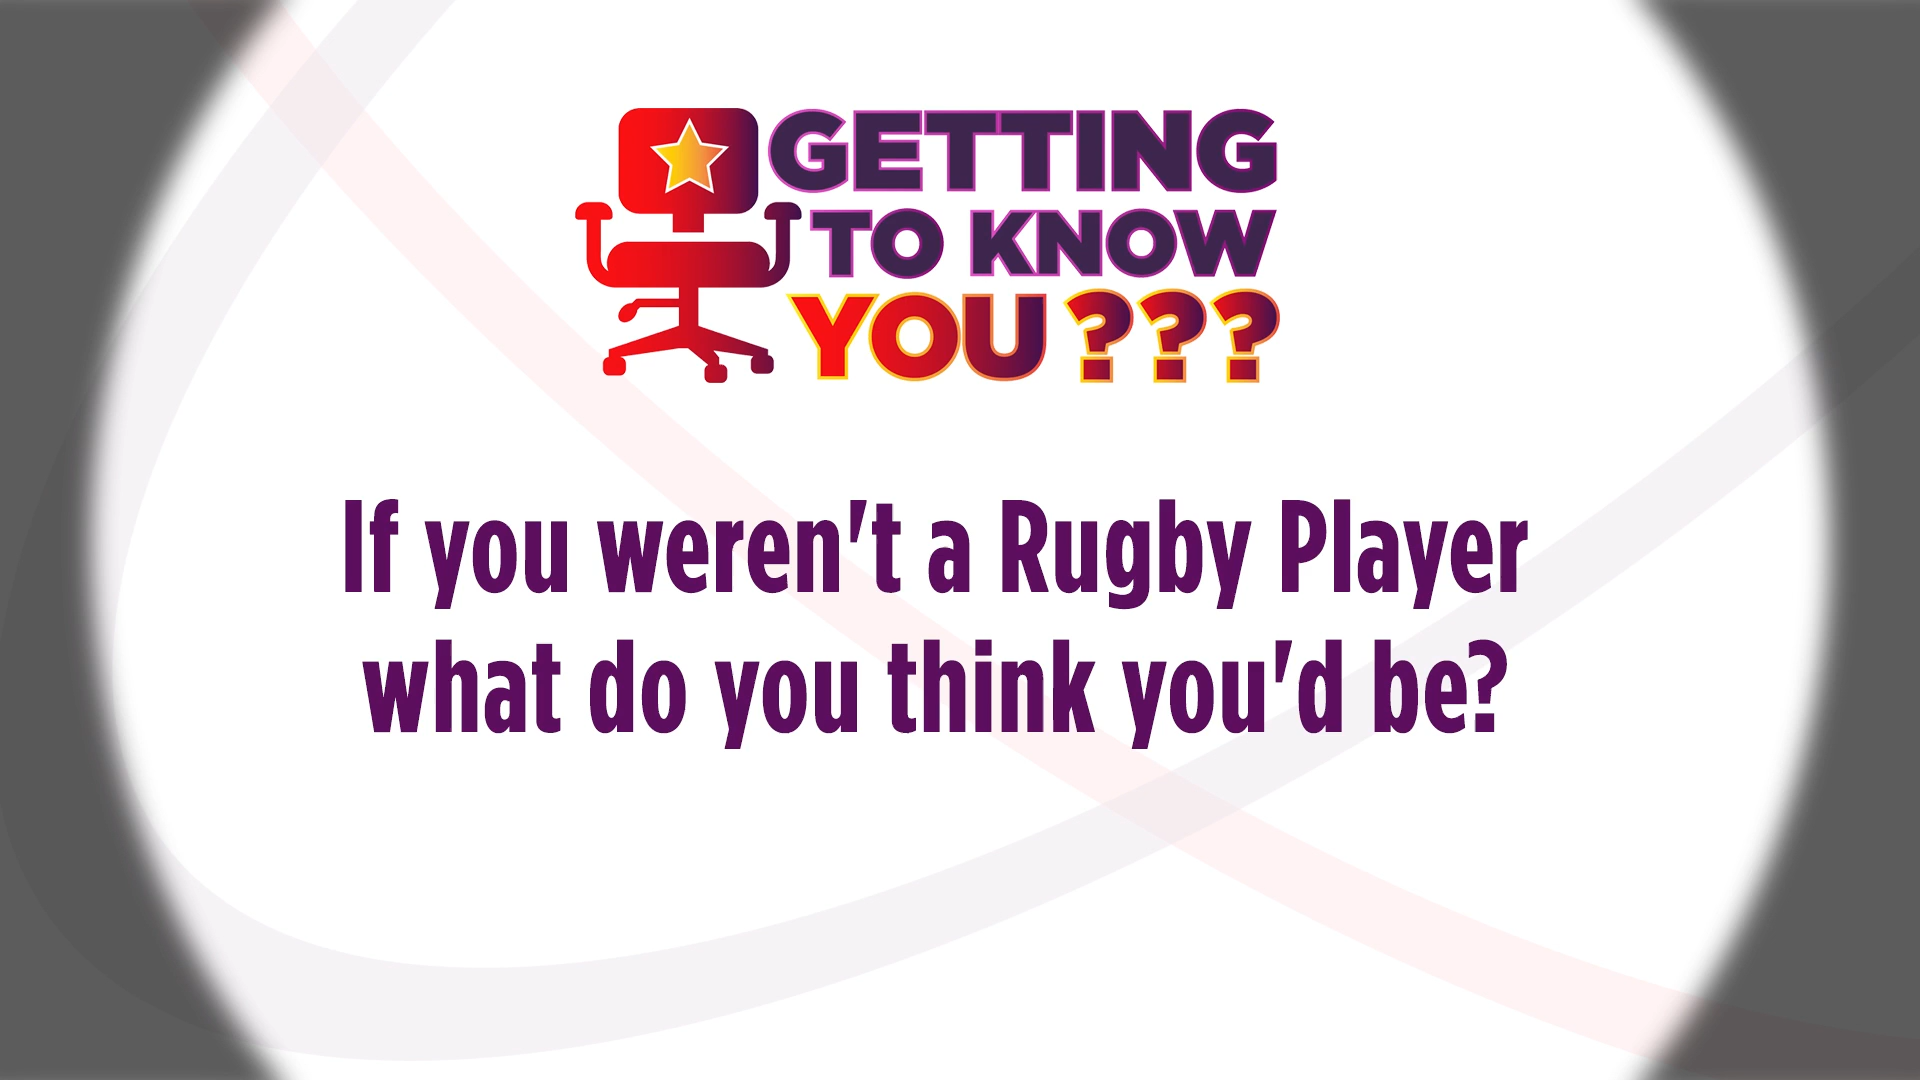 GETTING
TO KNOW
YOU ???
If you weren't a Rugby Player
what do you think you'd be?